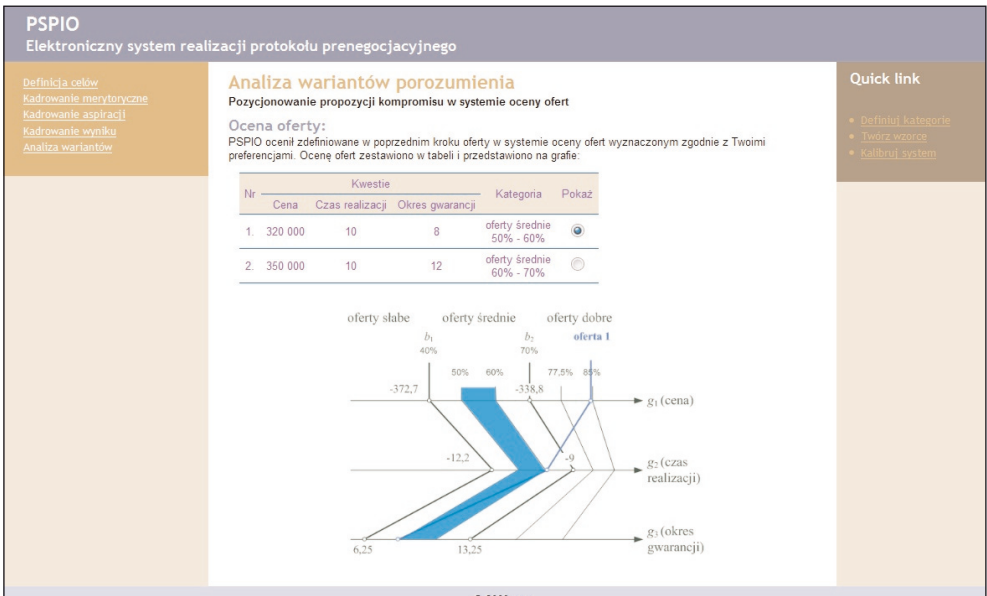 PSPIO
Elektroniczny system realizacji protokołu prenegocjacyjnego
Definicja celów
Kadrowanie merytoryczne
Kadrowanie aspiracji
Kadrowanie wyniku
Analiza wariantów
Analiza wariantów porozumienia
Pozycjonowanie propozycji kompromisu w systemie oceny ofert
Ocena oferty:
PSPIO ocenił zdefiniowane w poprzednim kroku oferty w systemie oceny ofert wyznaczonym zgodnie z Twoimi
preferencjami. Ocenę ofert zestawiono w tabeli i przedstawiono na grafie:
Nr Kwestie Kategoria Pokaż
Cena Czas realizacji Okres gwarancji
1. 320 000 10 8 oferty średnie
50% - 60%
2. 350 000 10 12 oferty średnie
60% - 70%
oferty słabe oferty średnie oferty dobre
b1 b2 oferta 1
40% 70%
50% 60% 77,5% 85%
-372,7 -338,8
g1 (cena)
-12,2 -9
g2 (czas
realizacji)
g3 (okres
gwarancji)
6,25 13,25
Quick link
Definiuj kategorie
Twórz wzorce
Kalibruj system